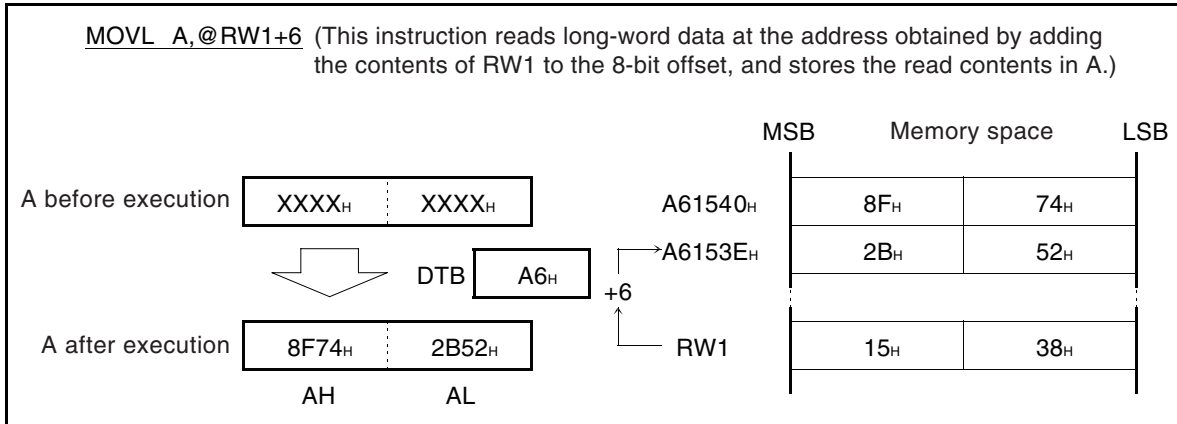 MOVL A,@RW1+6 (This instruction reads long-word data at the address obtained by adding
the contents of RW1 to the 8-bit offset, and stores the read contents in A.)
MSB Memory space LSB
A before execution XXXXH XXXXH A61540H 8FH 74H
A6153EH 2BH 52H
DTB A6H
+6
A after execution 8F74H 2B52H RW1 15H 38H
AH AL